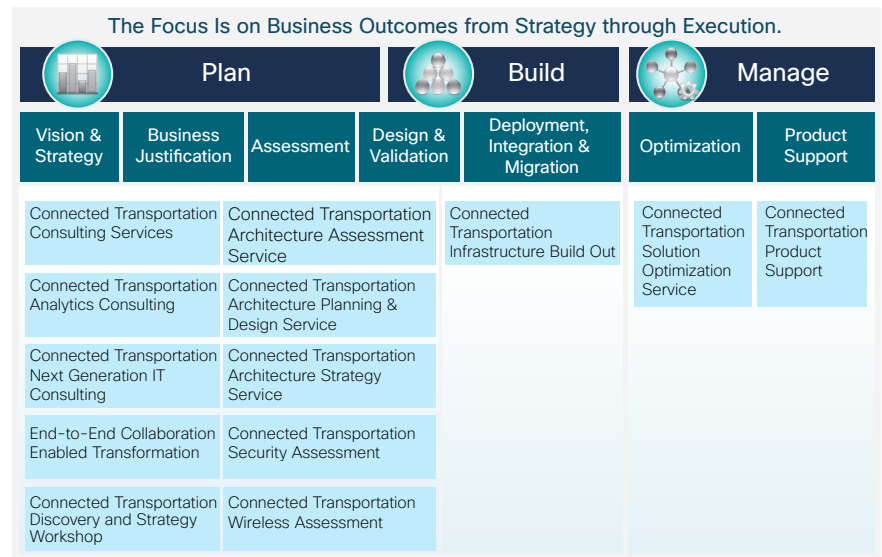 The Focus Is on Business Outcomes from Strategy through Execution.
Plan
Build
Manage
Vision &
Strategy
Business
Justification
Assessment
Design &
Validation
Deployment,
Integration &
Migration
Optimization
Product
Support
Connected Transportation
Consulting Services
Connected Transportation
Analytics Consulting
Connected Transportation
Next Generation IT
Consulting
End-to-End Collaboration
Enabled Transformation
Connected Transportation
Discovery and Strategy
Workshop
Connected Transportation
Architecture Assessment
Service
Connected Transportation
Architecture Planning &
Design Service
Connected Transportation
Architecture Strategy
Service
Connected Transportation
Security Assessment
Connected Transportation
Wireless Assessment
Connected
Transportation
Infrastructure Build Out
Connected
Transportation
Solution
Optimization
Service
Connected
Transportation
Product
Support